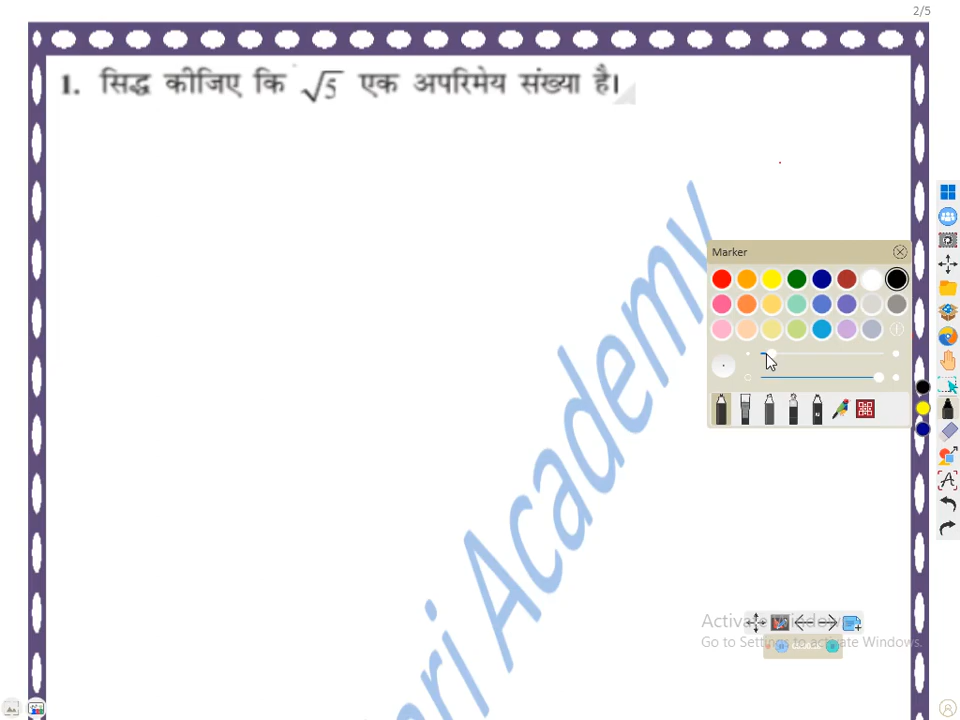 2/5
1. सिद्ध कीजिए कि √5 एक अपरिमेय संख्या है।
Marker
Academy
Activate Windows
Go to Settings to activate Windows.